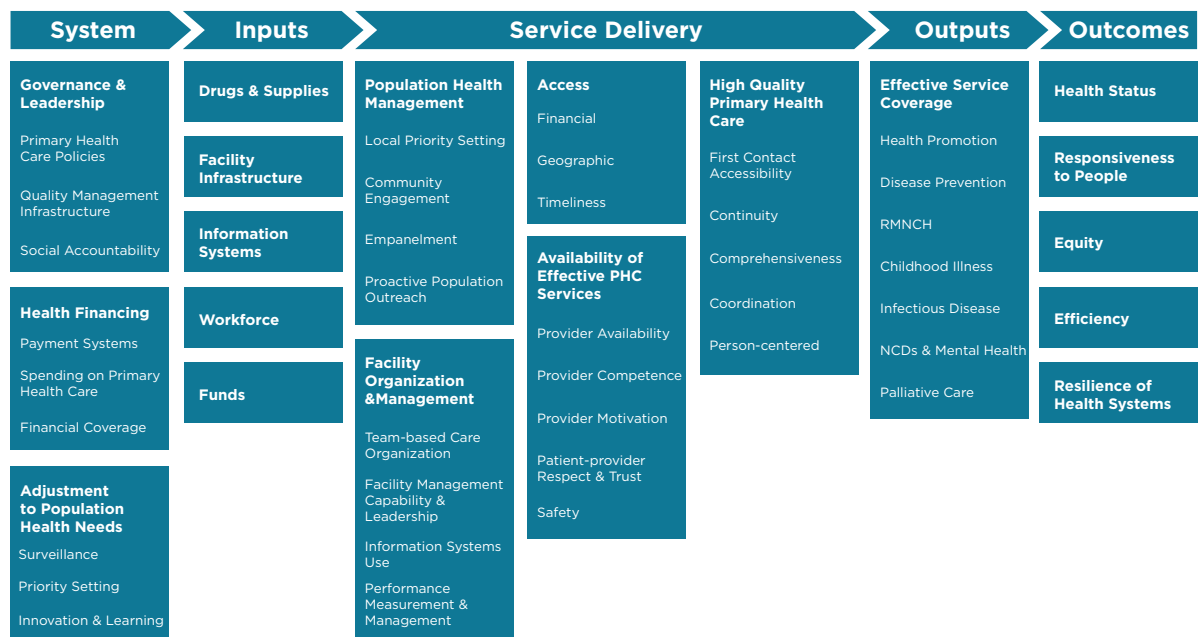 System
Inputs
Service Delivery
Outputs
Outcomes
Governance &
Leadership
Primary Health
Care Policies
Quality Management
Infrastructure
Social Accountability
Health Financing
Payment Systems
Spending on Primary
Health Care
Financial Coverage
Adjustment
to Population
Health Needs
Surveillance
Priority Setting
Innovation & Learning
Drugs & Supplies
Facility
Infrastructure
Information
Systems
Workforce
Funds
Population Health
Management
Local Priority Setting
Community
Engagement
Empanelment
Proactive Population
Outreach
Facility
Organization
&Management
Team-based Care
Organization
Facility Management
Capability &
Leadership
Information Systems
Use
Performance
Measurement &
Management
Access
Financial
Geographic
Timeliness
Availability of
Effective PHC
Services
Provider Availability
Provider Competence
Provider Motivation
Patient-provider
Respect & Trust
Safety
High Quality
Primary Health
Care
First Contact
Accessibility
Continuity
Comprehensiveness
Coordination
Person-centered
Effective Service
Coverage
Health Promotion
Disease Prevention
RMNCH
Childhood Illness
Infectious Disease
NCDs & Mental Health
Palliative Care
Health Status
Responsiveness
to People
Equity
Efficiency
Resilience of
Health Systems